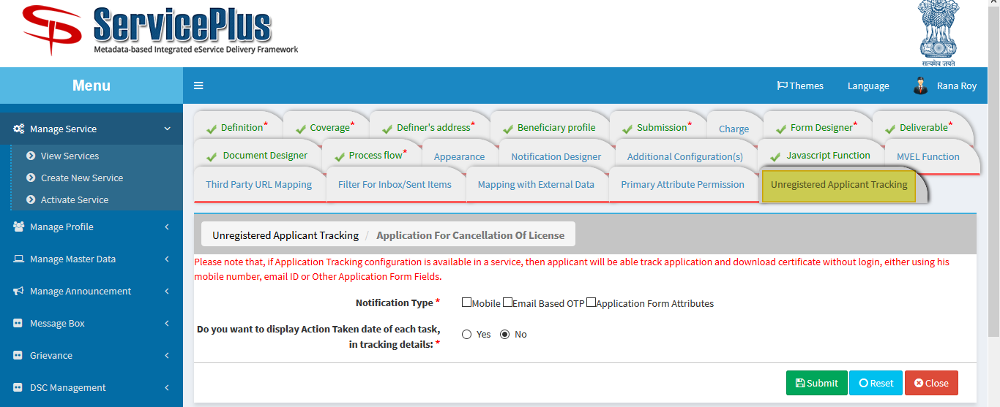 ServicePlus
Metadata-based Integrated eService Delivery Framework
सत्यमेव जयते
Menu
Themes Language Rana Roy
Manage Service
View Services
Create New Service
Activate Service
Manage Profile
Manage Master Data
Manage Announcement
Message Box
Grievance
DSC Management
Definition* Coverage* Definer's address* Beneficiary profile Submission* Charge Form Designer* Deliverable*
Document Designer Process flow* Appearance Notification Designer Additional Configuration(s) Javascript Function MVEL Function
Third Party URL Mapping Filter For Inbox/Sent Items Mapping with External Data Primary Attribute Permission Unregistered Applicant Tracking
Unregistered Applicant Tracking / Application For Cancellation Of License
Please note that, if Application Tracking configuration is available in a service, then applicant will be able track application and download certificate without login, either using his
mobile number, email ID or Other Application Form Fields.
Notification Type * Mobile Email Based OTP Application Form Attributes
Do you want to display Action Taken date of each task,
in tracking details: * Yes No
Submit Reset Close